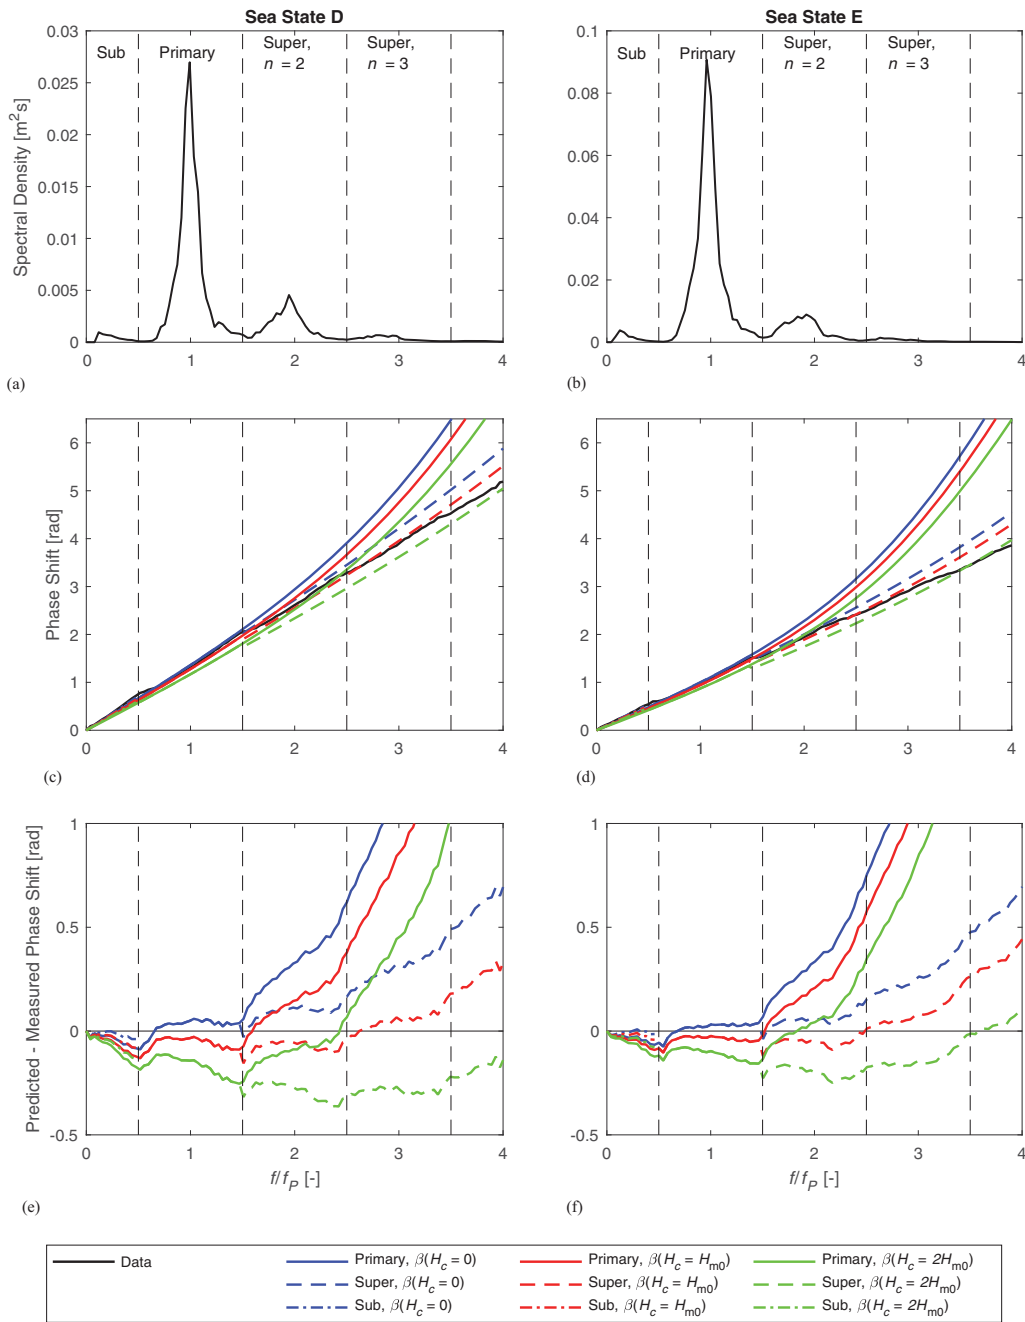 Sea State D
Sea State E
Sub
Primary
Super,
n = 2
Super,
n = 3
Sub
Primary
Super,
n = 2
Super,
n = 3
Spectral Density [m²s]
0.03
0.025
0.02
0.015
0.01
0.005
0
0 1 2 3 4
0.1
0.08
0.06
0.04
0.02
0
0 1 2 3 4
(a)
(b)
Phase Shift [rad]
6
5
4
3
2
1
0
0 1 2 3 4
6
5
4
3
2
1
0
0 1 2 3 4
(c)
(d)
Predicted - Measured Phase Shift [rad]
1
0.5
0
-0.5
0 1 2 3 4
f/f_P [-]
1
0.5
0
-0.5
0 1 2 3 4
f/f_P [-]
(e)
(f)
Data
Primary, β(H_c = 0)
Super, β(H_c = 0)
Sub, β(H_c = 0)
Primary, β(H_c = H_m0)
Super, β(H_c = H_m0)
Sub, β(H_c = H_m0)
Primary, β(H_c = 2H_m0)
Super, β(H_c = 2H_m0)
Sub, β(H_c = 2H_m0)